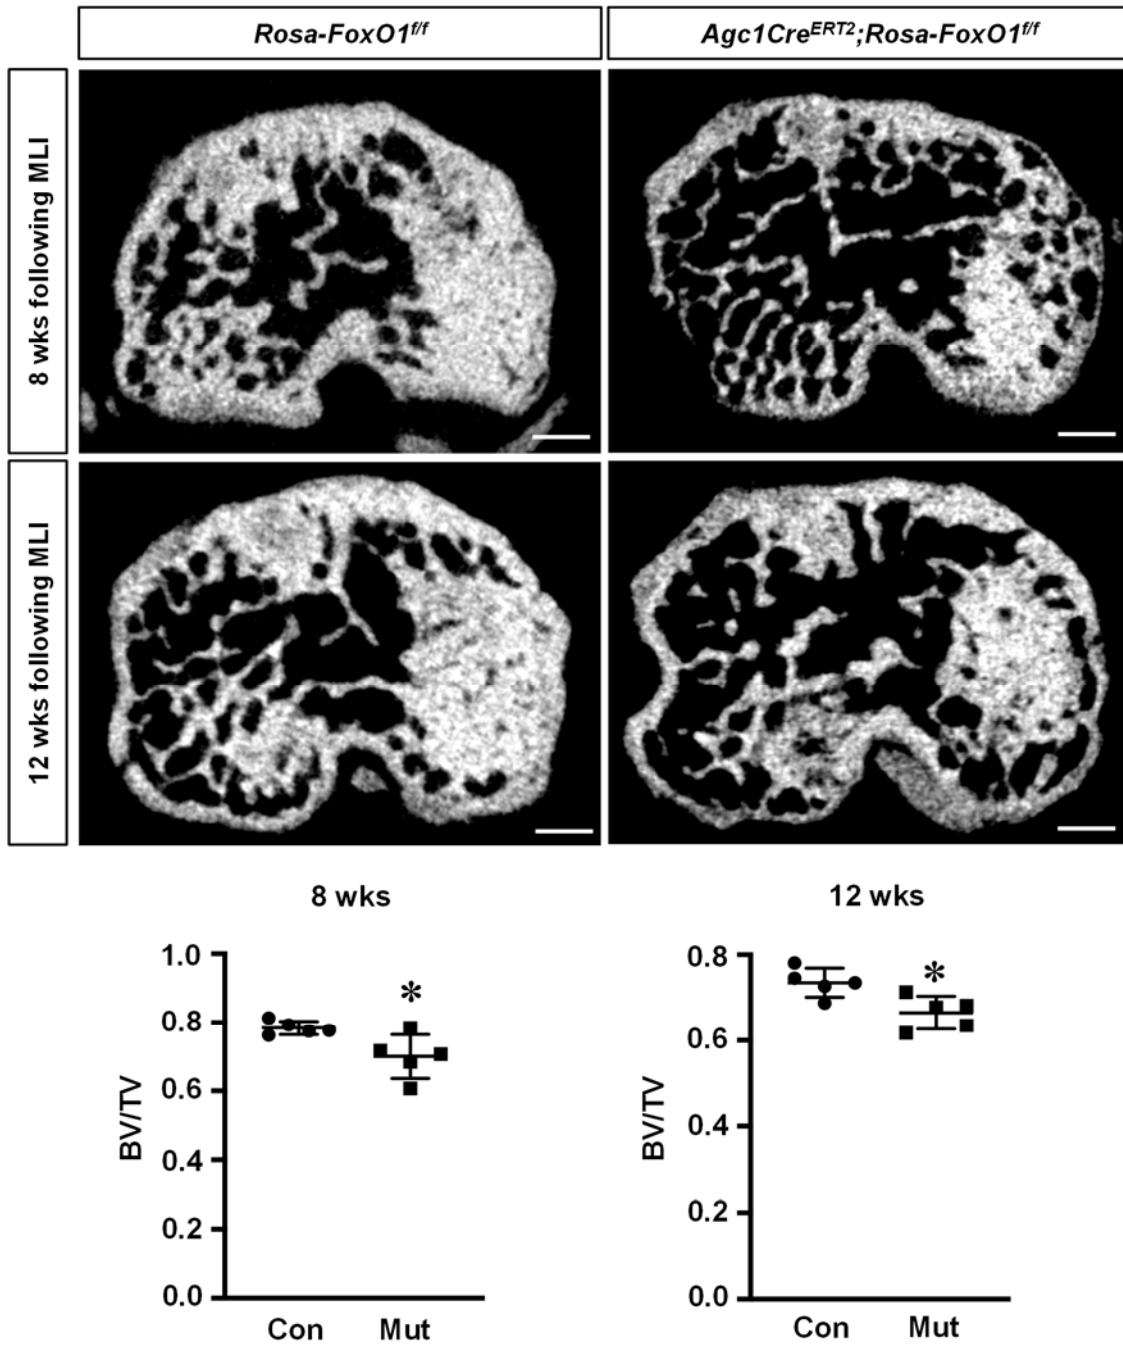 Rosa-FoxO1f/f
Agc1CreERT2;Rosa-FoxO1f/f
8 wks following MLI
12 wks following MLI
8 wks
12 wks
1.0
0.8
0.6
0.4
0.2
0.0
BV/TV
*
Con
Mut
0.8
0.6
0.4
0.2
0.0
BV/TV
*
Con
Mut